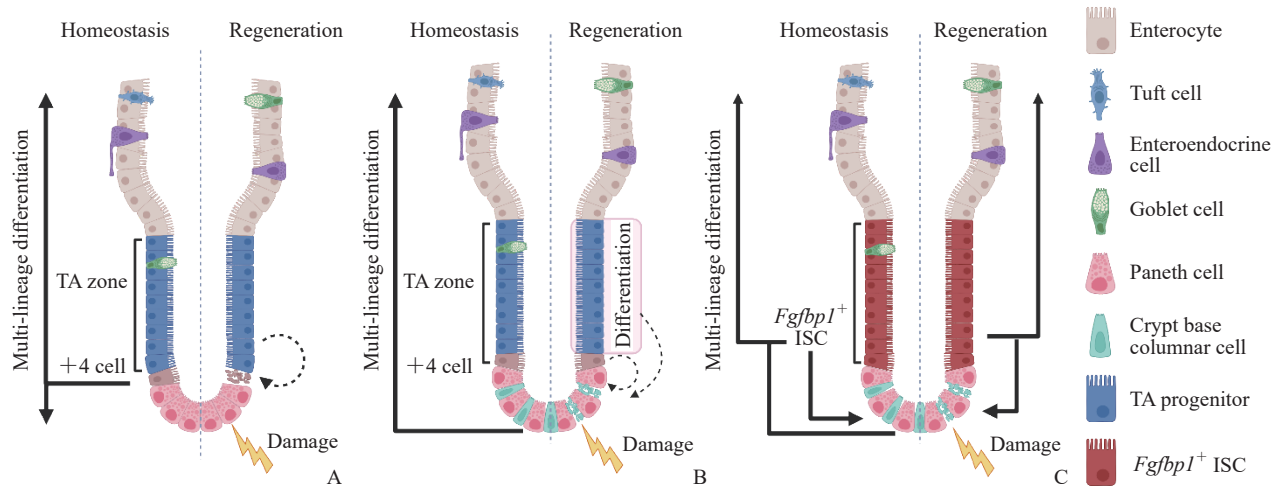 Homeostasis
Regeneration
Multi-lineage differentiation
TA zone
+4 cell
Damage
A
Homeostasis
Regeneration
Multi-lineage differentiation
TA zone
+4 cell
Differentiation
Damage
B
Homeostasis
Regeneration
Multi-lineage differentiation
Fgfbp1+
ISC
Damage
C
Enterocyte
Tuft cell
Enteroendocrine
cell
Goblet cell
Paneth cell
Crypt base
columnar cell
TA progenitor
Fgfbp1+ ISC